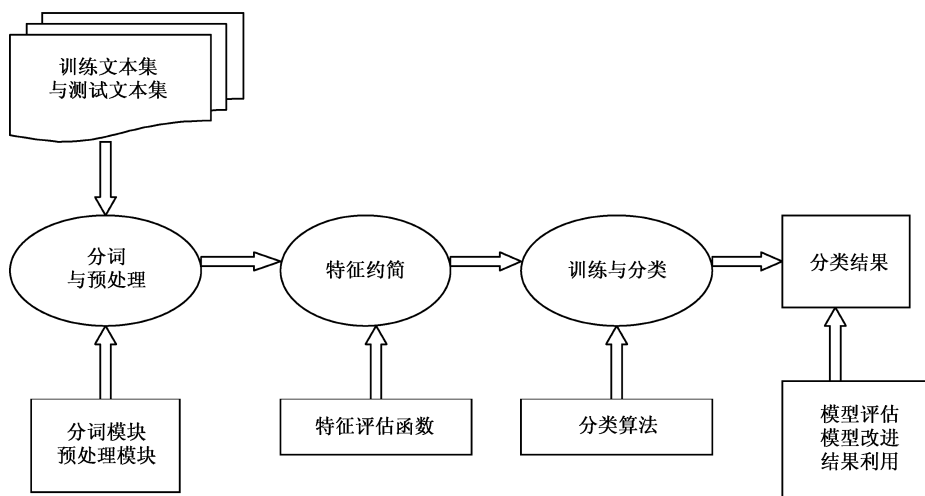 训练文本集
与测试文本集
分词
与预处理
特征约简
训练与分类
分类结果
分词模块
预处理模块
特征评估函数
分类算法
模型评估
模型改进
结果利用